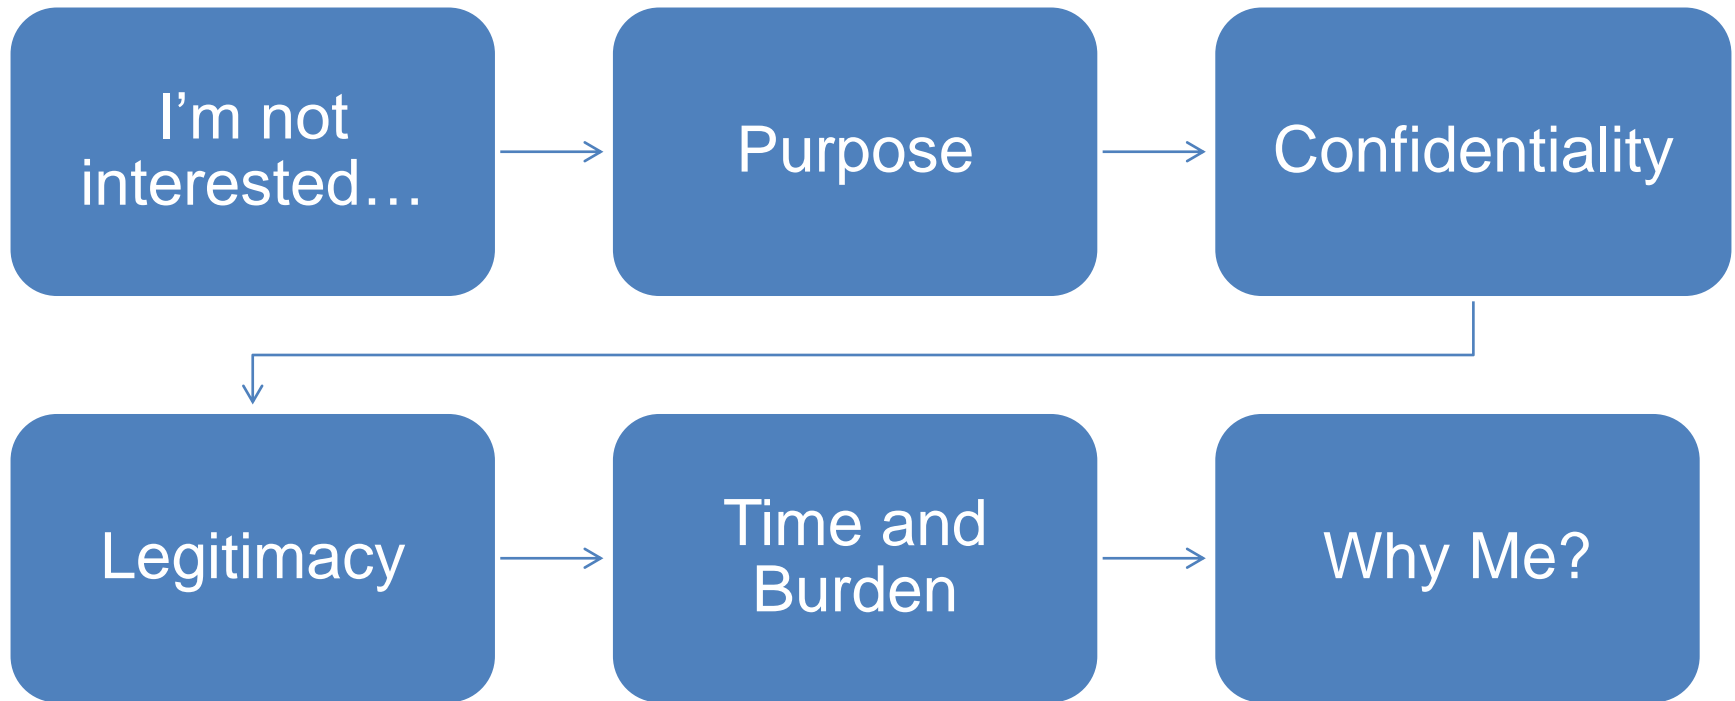 I’m not
interested…
Purpose
Confidentiality
Legitimacy
Time and
Burden
Why Me?